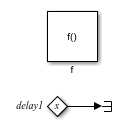 f()
f
delay1 x